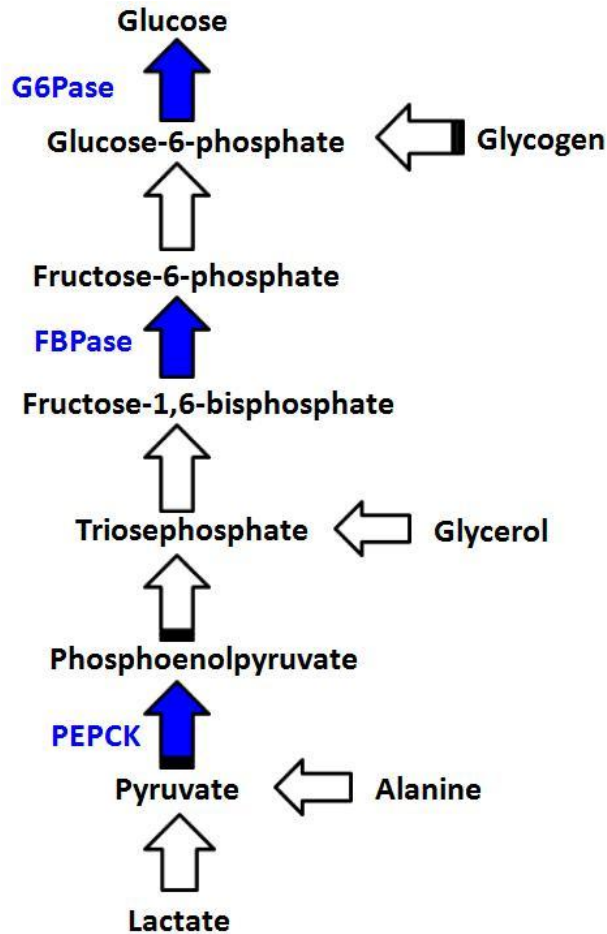 Glucose
G6Pase
Glucose-6-phosphate
Glycogen
Fructose-6-phosphate
FBPase
Fructose-1,6-bisphosphate
Triosephosphate
Glycerol
Phosphoenolpyruvate
PEPCK
Pyruvate
Alanine
Lactate